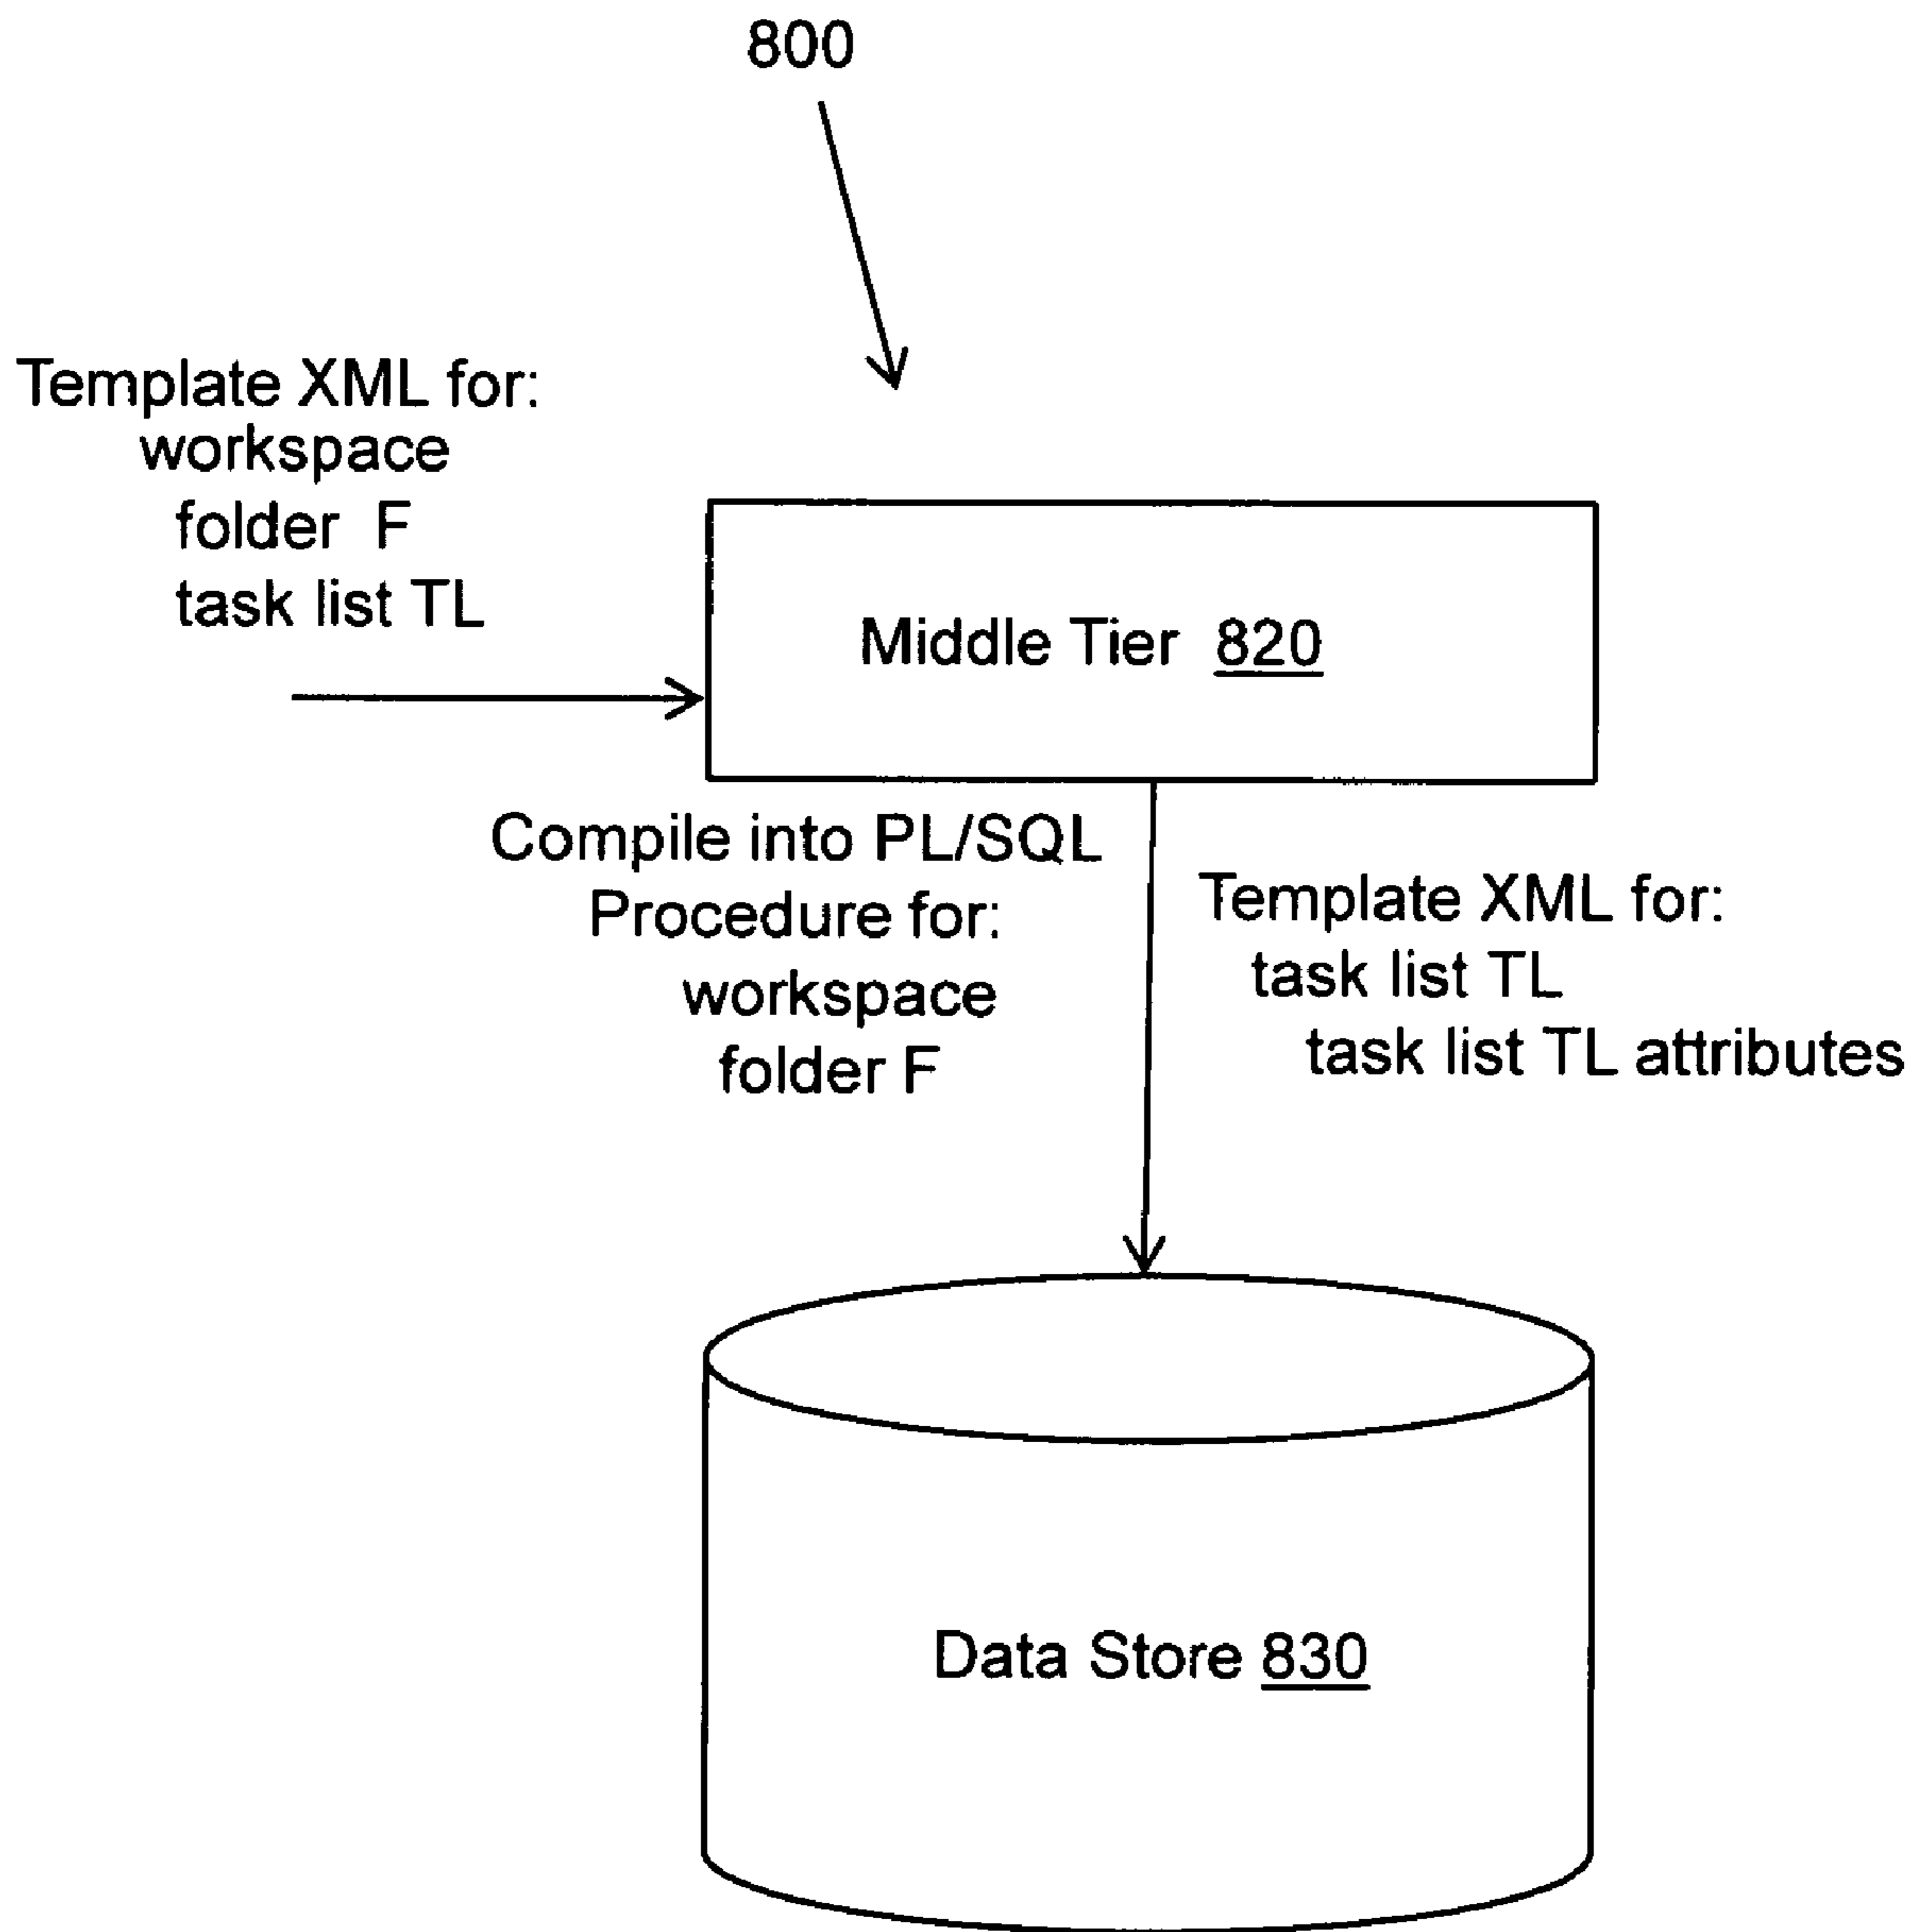 800
Template XML for:
workspace
folder F
task list TL
Middle Tier 820
Compile into PL/SQL
Procedure for:
workspace
folder F
Template XML for:
task list TL
task list TL attributes
Data Store 830